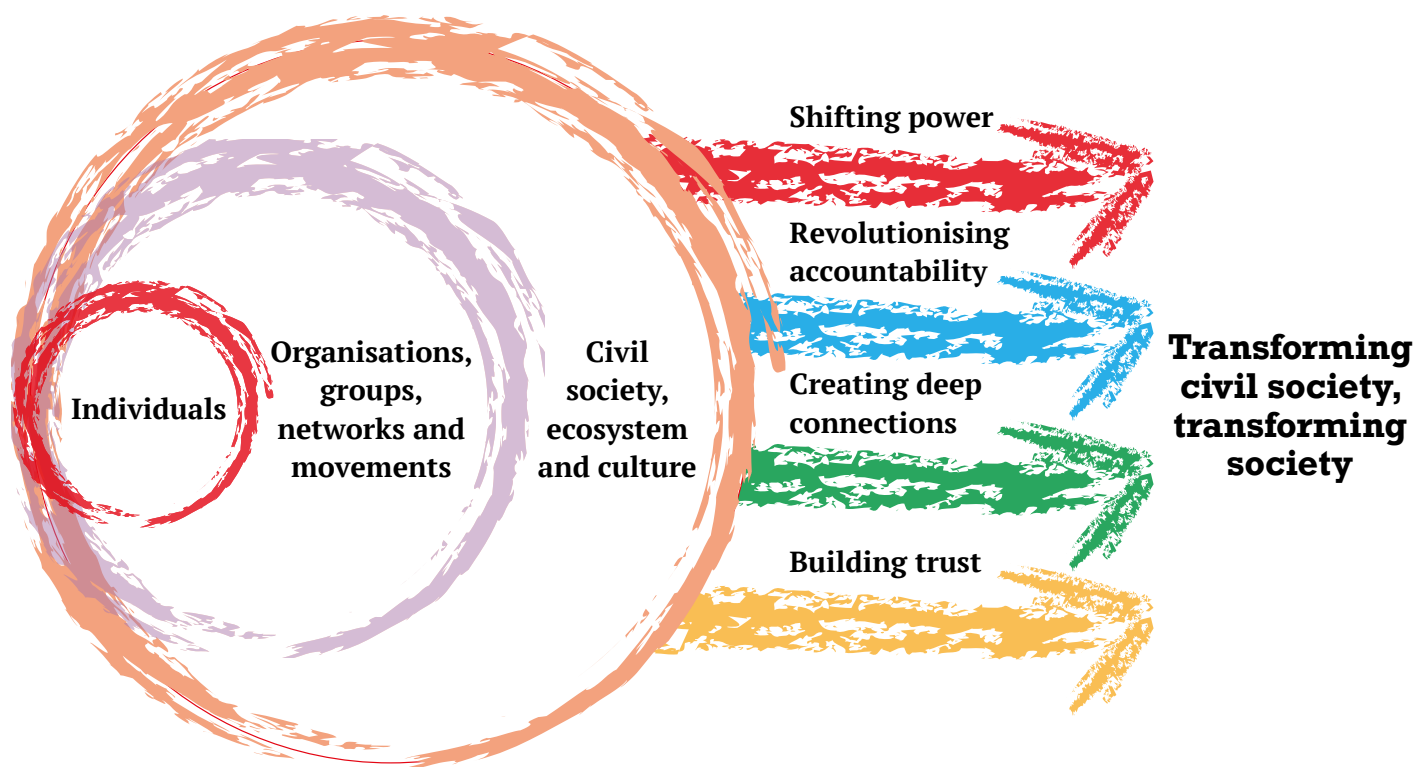 Individuals
Organisations,
groups,
networks and
movements
Civil
society,
ecosystem
and culture
Shifting power
Revolutionising
accountability
Creating deep
connections
Building trust
Transforming
civil society,
transforming
society